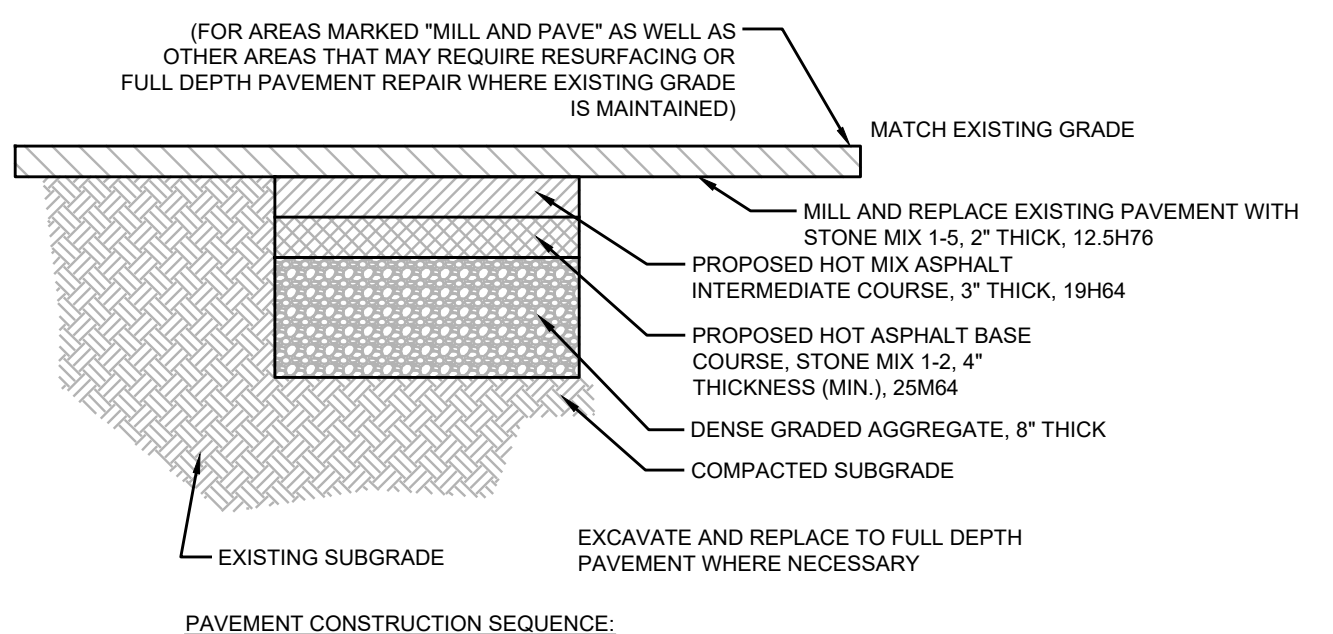 (FOR AREAS MARKED "MILL AND PAVE" AS WELL AS
OTHER AREAS THAT MAY REQUIRE RESURFACING OR
FULL DEPTH PAVEMENT REPAIR WHERE EXISTING GRADE
IS MAINTAINED)
MATCH EXISTING GRADE
MILL AND REPLACE EXISTING PAVEMENT WITH
STONE MIX 1-5, 2" THICK, 12.5H76
PROPOSED HOT MIX ASPHALT
INTERMEDIATE COURSE, 3" THICK, 19H64
PROPOSED HOT ASPHALT BASE
COURSE, STONE MIX 1-2, 4"
THICKNESS (MIN.), 25M64
DENSE GRADED AGGREGATE, 8" THICK
COMPACTED SUBGRADE
EXISTING SUBGRADE
EXCAVATE AND REPLACE TO FULL DEPTH
PAVEMENT WHERE NECESSARY
PAVEMENT CONSTRUCTION SEQUENCE: